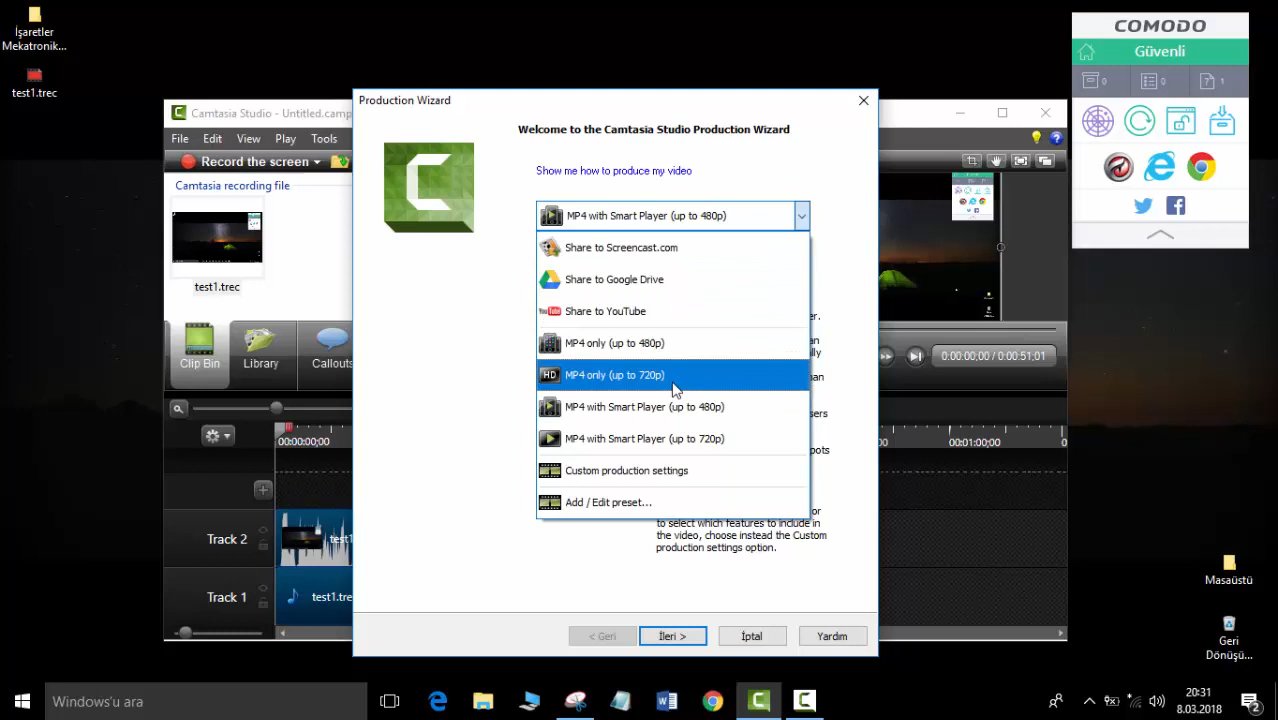 İşaretler
Mekatronik...
test1.trec
COMODO
Güvenli
0
0
1
Camtasia Studio - Untitled.camp
File Edit View Play Tools
Record the screen
Camtasia recording file
test1.trec
Clip Bin
Library
Callouts
Production Wizard
Welcome to the Camtasia Studio Production Wizard
Show me how to produce my video
MP4 with Smart Player (up to 480p)
Share to Screencast.com
Share to Google Drive
Share to YouTube
MP4 only (up to 480p)
MP4 only (up to 720p)
MP4 with Smart Player (up to 480p)
MP4 with Smart Player (up to 720p)
Custom production settings
Add / Edit preset...
or
to select which features to include in
the video, choose instead the Custom
production settings option.
< Geri
İleri >
İptal
Yardım
0:00:00;00 / 0:00:51;01
00:00:00;00
00:01:00;00
Track 2
Track 1
test1.
Masaüstü
Geri
Dönüşü...
Windows'u ara
20:31
8.03.2018
2